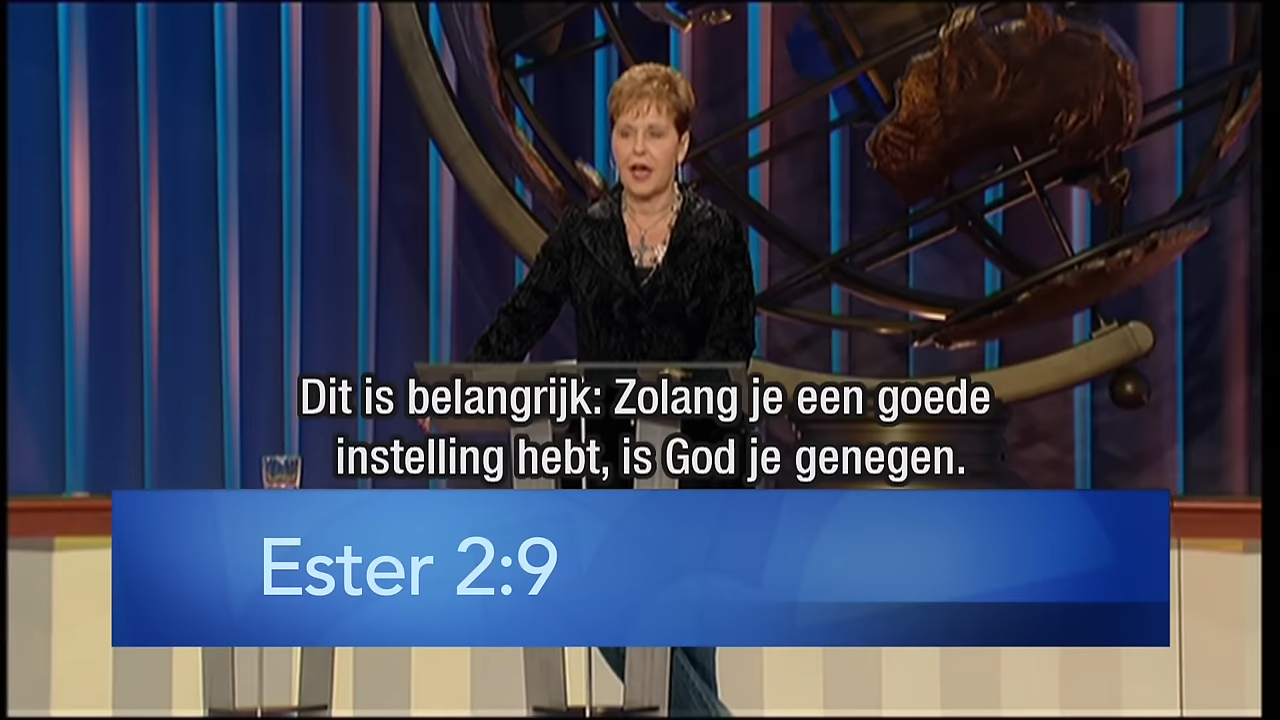 Dit is belangrijk: Zolang je een goede
instelling hebt, is God je genegen.
Ester 2:9